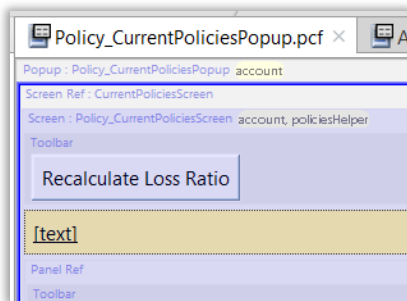 Policy_CurrentPoliciesPopup.pcf × A
Popup : Policy_CurrentPoliciesPopup account
Screen Ref : CurrentPoliciesScreen
Screen : Policy_CurrentPoliciesScreen account, policiesHelper
Toolbar
Recalculate Loss Ratio
[text]
Panel Ref
Toolbar